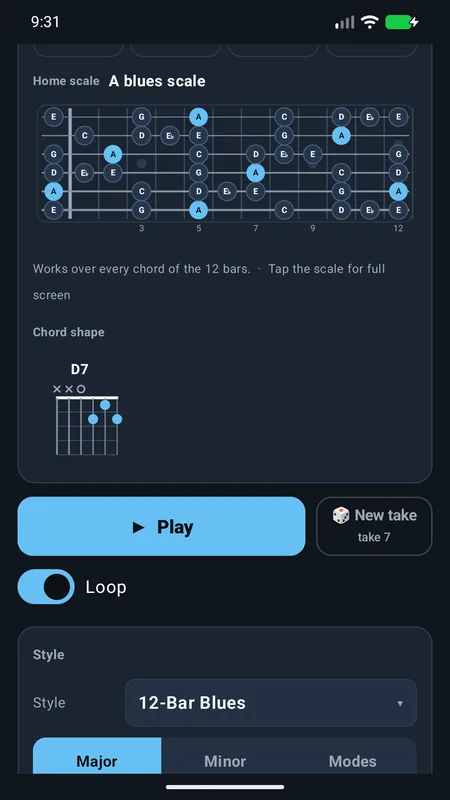 9:31
Home scale A blues scale
E G A C D E♭ E
C D E♭ E G A
G A C D E♭ E G
D E♭ E G A C D
A C D E♭ E G A
E G A C D E♭ E
3 5 7 9 12
Works over every chord of the 12 bars. · Tap the scale for full
screen
Chord shape
D7
× × ○
▶ Play
🎲 New take
take 7
Loop
Style
Style 12-Bar Blues ▾
Major Minor Modes